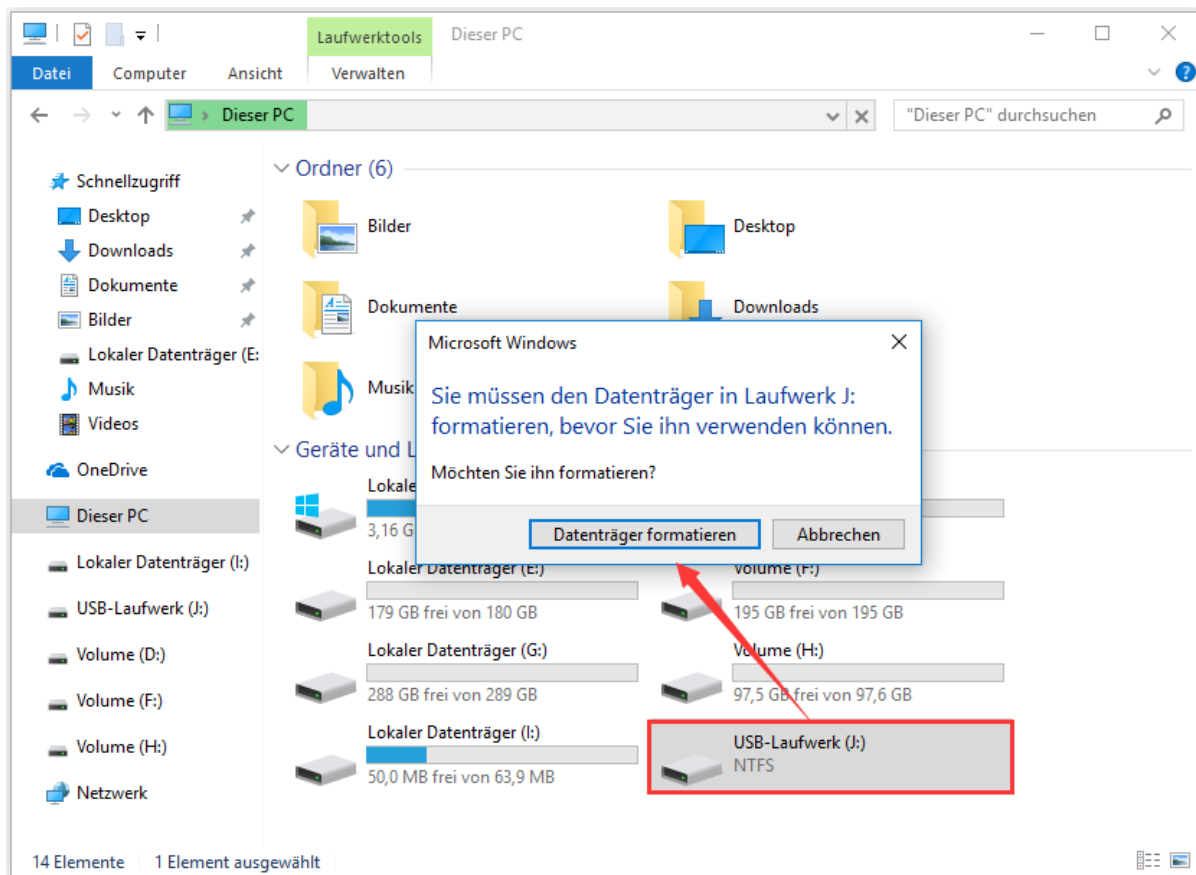 Laufwerktools Dieser PC
Datei Computer Ansicht Verwalten
Dieser PC "Dieser PC" durchsuchen
Schnellzugriff
Desktop
Downloads
Dokumente
Bilder
Lokaler Datenträger (E:
Musik
Videos
OneDrive
Dieser PC
Lokaler Datenträger (I:)
USB-Laufwerk (J:)
Volume (D:)
Volume (F:)
Volume (H:)
Netzwerk
Ordner (6)
Bilder
Desktop
Dokumente
Downloads
Musik
Microsoft Windows
Sie müssen den Datenträger in Laufwerk J:
formatieren, bevor Sie ihn verwenden können.
Möchten Sie ihn formatieren?
Datenträger formatieren Abbrechen
Geräte und L
Lokale
3,16 G
Lokaler Datenträger (E:)
179 GB frei von 180 GB
Volume (F:)
195 GB frei von 195 GB
Lokaler Datenträger (G:)
288 GB frei von 289 GB
Volume (H:)
97,5 GB frei von 97,6 GB
Lokaler Datenträger (I:)
50,0 MB frei von 63,9 MB
USB-Laufwerk (J:)
NTFS
14 Elemente 1 Element ausgewählt